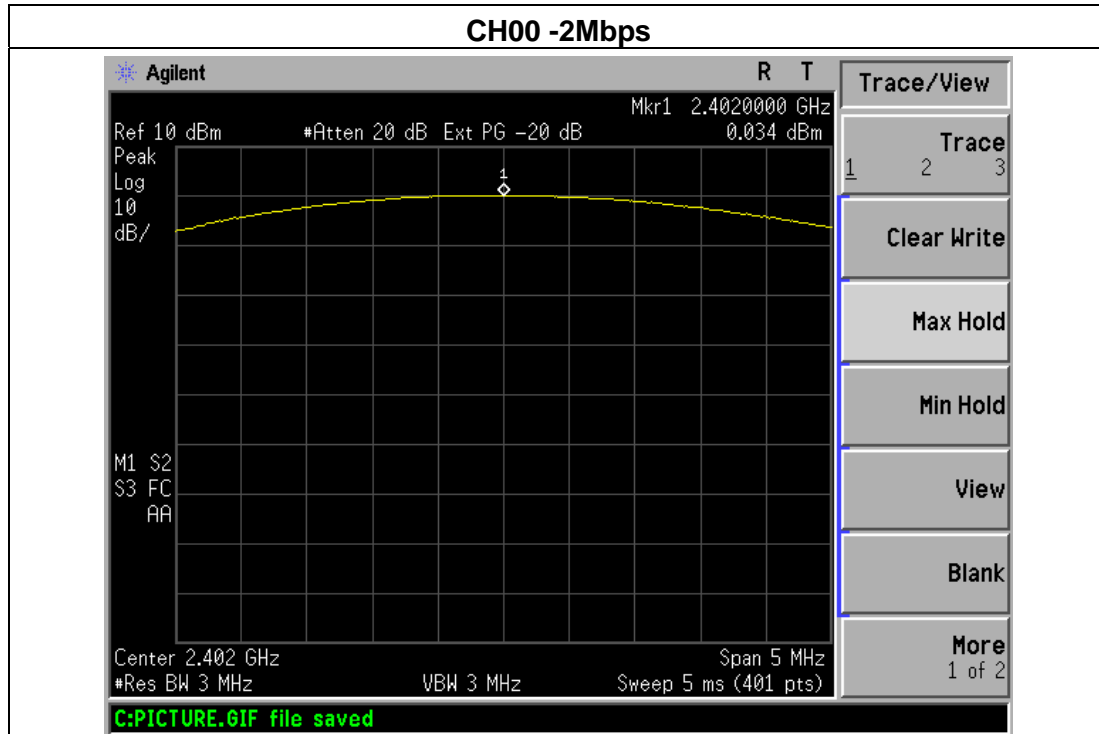 CH00 -2Mbps
Agilent R T
Mkr1 2.4020000 GHz
Ref 10 dBm #Atten 20 dB Ext PG −20 dB 0.034 dBm
Peak
Log
10
dB/
1
M1 S2
S3 FC
AA
Center 2.402 GHz Span 5 MHz
#Res BW 3 MHz VBW 3 MHz Sweep 5 ms (401 pts)
C:PICTURE.GIF file saved
Trace/View
Trace
1 2 3
Clear Write
Max Hold
Min Hold
View
Blank
More
1 of 2